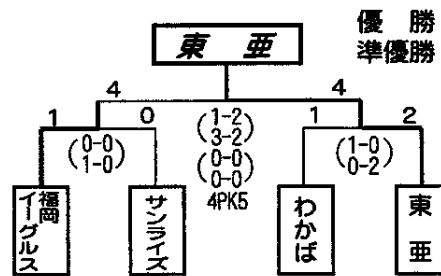 優勝
準優勝
東亜
4 4
1 0 1 2
(0-0
1-0)
(1-2
3-2)
(0-0
0-0)
4PK5
(1-0
0-2)
福岡イーグルス
サンライズ
わかば
東亜